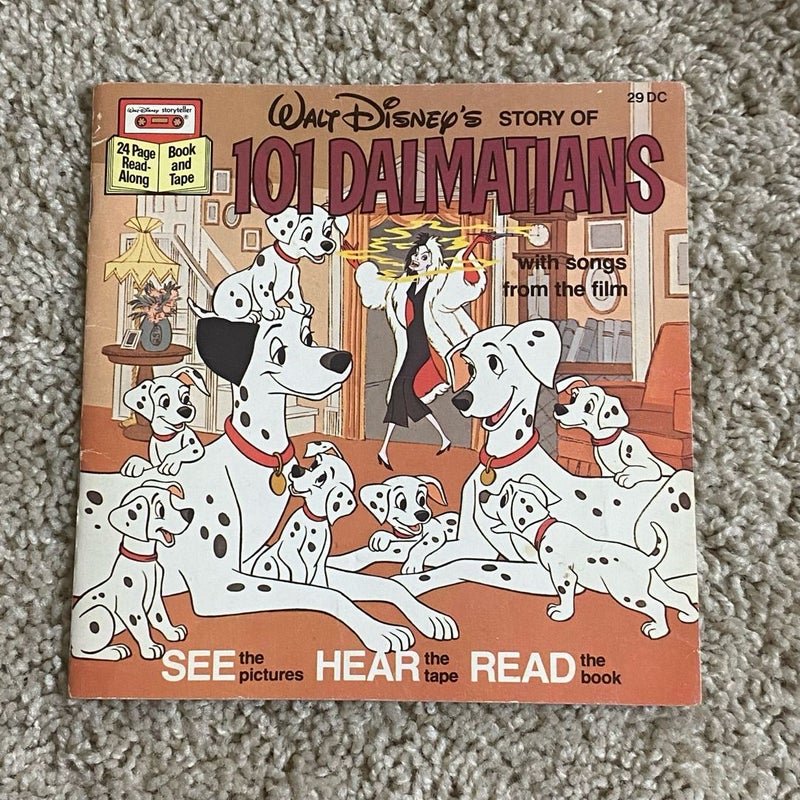 29 DC
Walt Disney storyteller ®
24 Page
Read-
Along
Book
and
Tape
WALT DISNEY'S STORY OF
101 DALMATIANS
with songs
from the film
SEE the pictures HEAR the tape READ the book